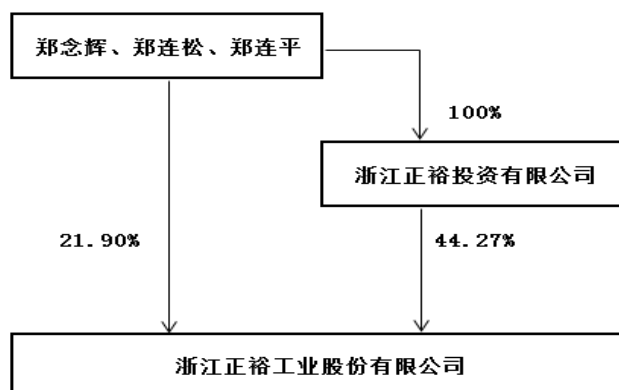 郑念辉、郑连松、郑连平
100%
浙江正裕投资有限公司
21.90%
44.27%
浙江正裕工业股份有限公司